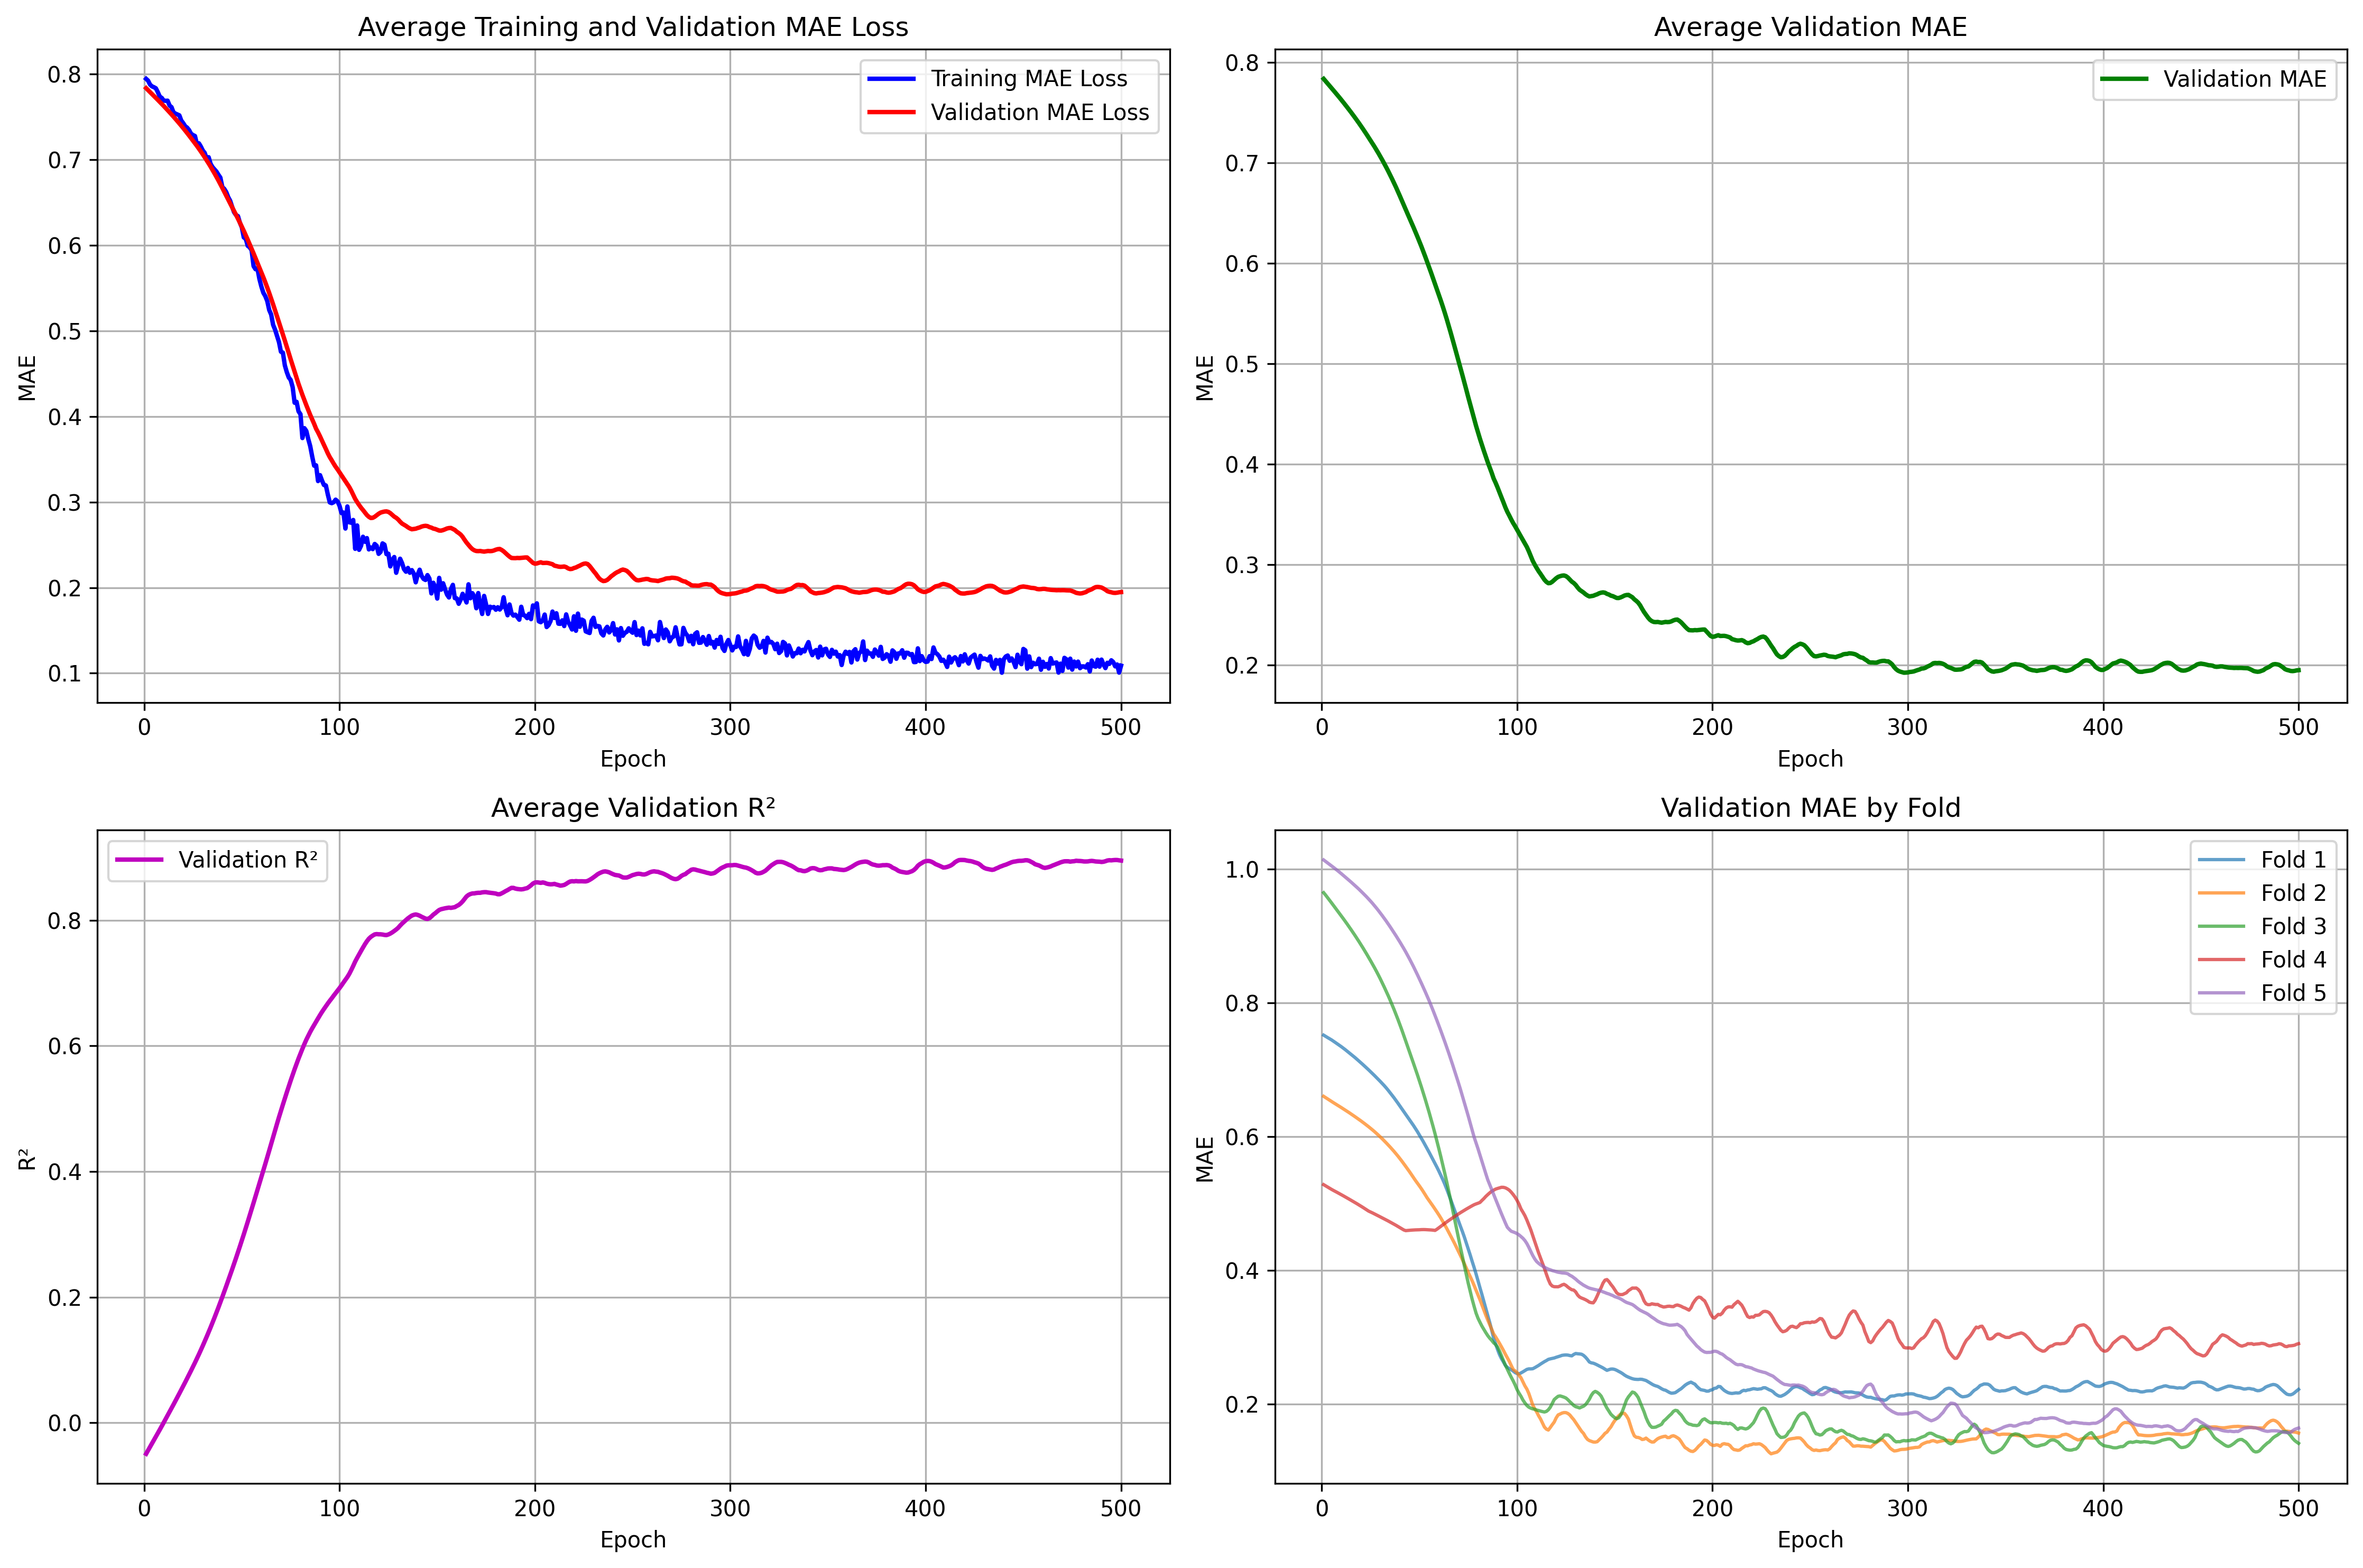 Average Training and Validation MAE Loss
MAE
0.8
0.7
0.6
0.5
0.4
0.3
0.2
0.1
Training MAE Loss
Validation MAE Loss
0 100 200 300 400 500
Epoch
Average Validation MAE
MAE
0.8
0.7
0.6
0.5
0.4
0.3
0.2
Validation MAE
0 100 200 300 400 500
Epoch
Average Validation R²
R²
0.8
0.6
0.4
0.2
0.0
Validation R²
0 100 200 300 400 500
Epoch
Validation MAE by Fold
MAE
1.0
0.8
0.6
0.4
0.2
Fold 1
Fold 2
Fold 3
Fold 4
Fold 5
0 100 200 300 400 500
Epoch